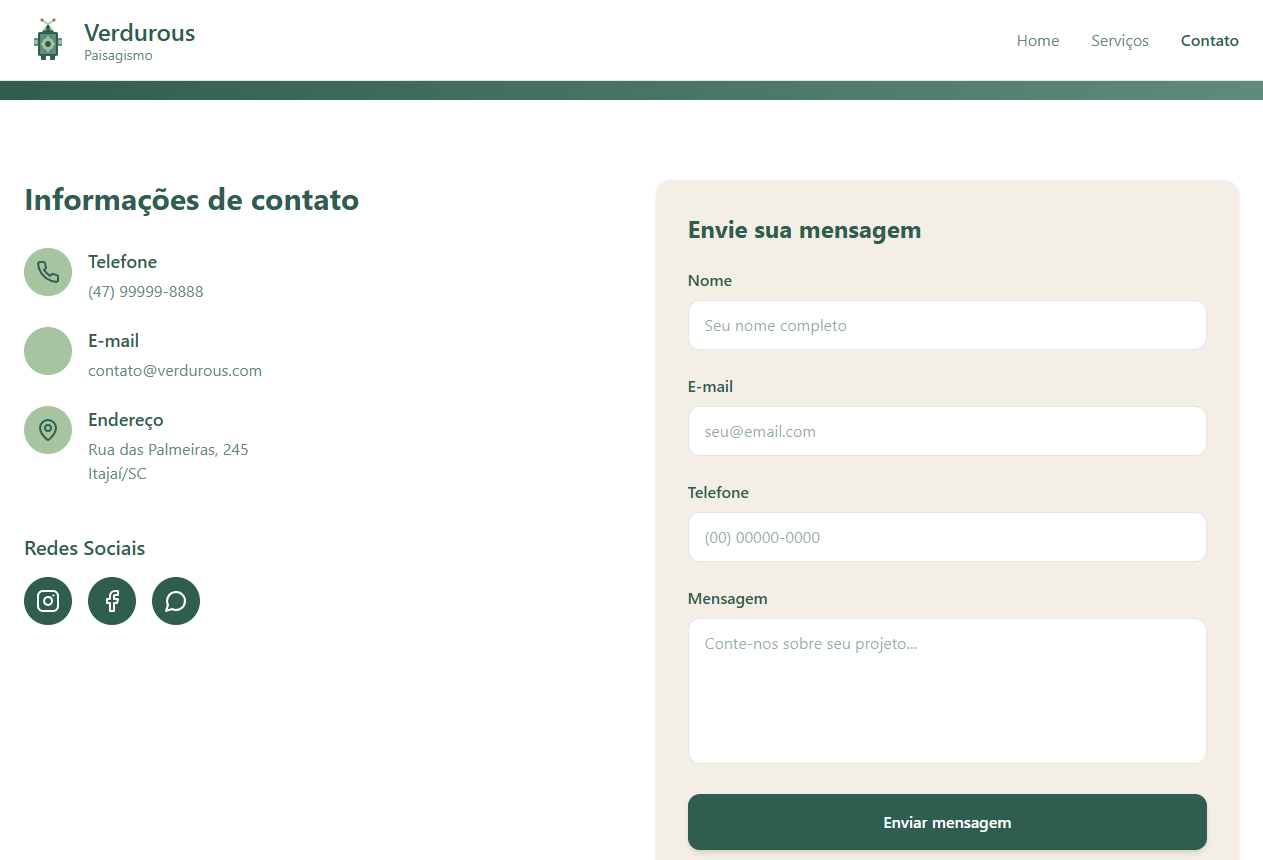 Verdurous
Paisagismo
Home
Serviços
Contato
Informações de contato
Telefone
(47) 99999-8888
E-mail
contato@verdurous.com
Endereço
Rua das Palmeiras, 245
Itajaí/SC
Redes Sociais
Envie sua mensagem
Nome
Seu nome completo
E-mail
seu@email.com
Telefone
(00) 00000-0000
Mensagem
Conte-nos sobre seu projeto...
Enviar mensagem